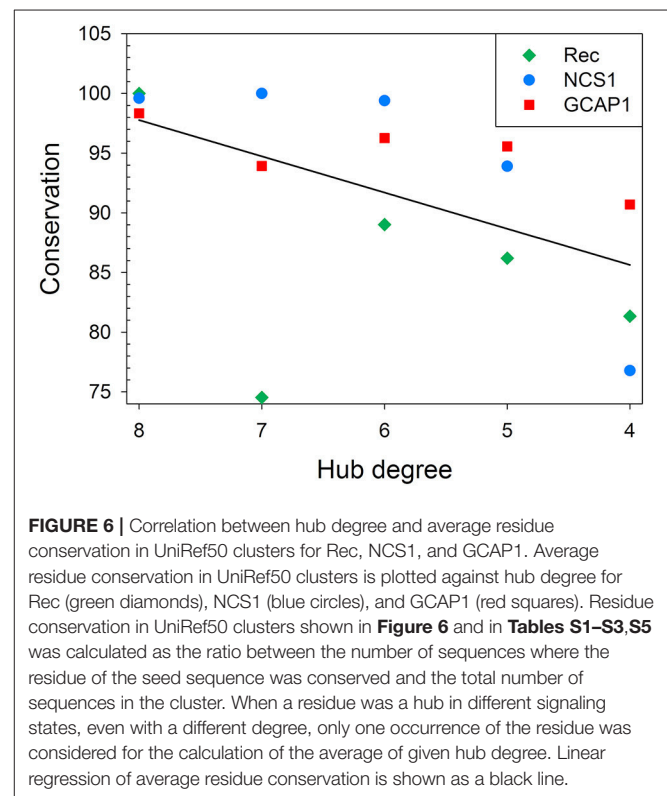 105
100
95
90
85
80
75
Conservation
Rec
NCS1
GCAP1
8 7 6 5 4
Hub degree
FIGURE 6 | Correlation between hub degree and average residue
conservation in UniRef50 clusters for Rec, NCS1, and GCAP1. Average
residue conservation in UniRef50 clusters is plotted against hub degree for
Rec (green diamonds), NCS1 (blue circles), and GCAP1 (red squares). Residue
conservation in UniRef50 clusters shown in Figure 6 and in Tables S1–S3,S5
was calculated as the ratio between the number of sequences where the
residue of the seed sequence was conserved and the total number of
sequences in the cluster. When a residue was a hub in different signaling
states, even with a different degree, only one occurrence of the residue was
considered for the calculation of the average of given hub degree. Linear
regression of average residue conservation is shown as a black line.